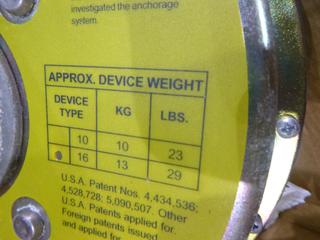 investigated the anchorage
system.
APPROX. DEVICE WEIGHT
DEVICE TYPE KG LBS.
10 10 23
16 13 29
U.S.A. Patent Nos. 4,434,536;
4,528,728; 5,090,507. Other
U.S.A. Patents applied for.
Foreign patents issued
and applied for